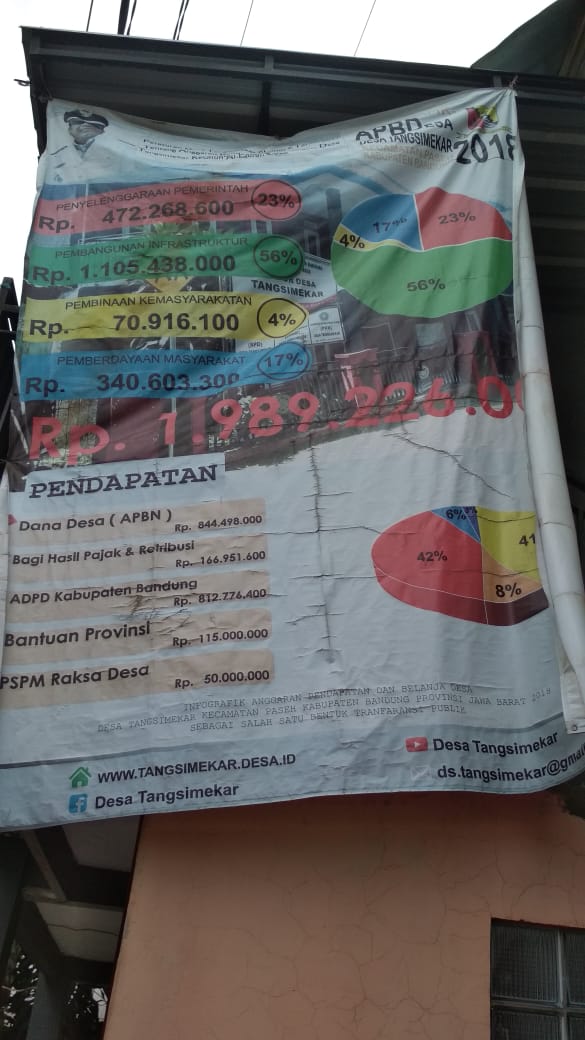 APBDESA
DESA TANGSIMEKAR
2018
PENYELENGGARAAN PEMERINTAH
Rp. 472.268.600
23%
PEMBANGUNAN INFRASTRUKTUR
Rp. 1.105.438.000
56%
PEMBINAAN KEMASYARAKATAN
Rp. 70.916.100
4%
PEMBERDAYAAN MASYARAKAT
Rp. 340.603.300
17%
17%
23%
4%
56%
DESA
TANGSIMEKAR
Rp. 1.989.226.0
PENDAPATAN
Dana Desa ( APBN )
Rp. 844.498.000
Bagi Hasil Pajak & Retribusi
Rp. 166.951.600
ADPD Kabupaten Bandung
Rp. 812.776.400
Bantuan Provinsi
Rp. 115.000.000
PSPM Raksa Desa
Rp. 50.000.000
6%
41
42%
8%
INFOGRAFIK ANGGARAN PENDAPATAN DAN BELANJA DESA
DESA TANGSIMEKAR KECAMATAN PASEH KABUPATEN BANDUNG PROVINSI JAWA BARAT 2018
SEBAGAI SALAH SATU BENTUK TRANFARANSI PUBLIK
WWW.TANGSIMEKAR.DESA.ID
Desa Tangsimekar
Desa Tangsimekar
ds.tangsimekar@gmai